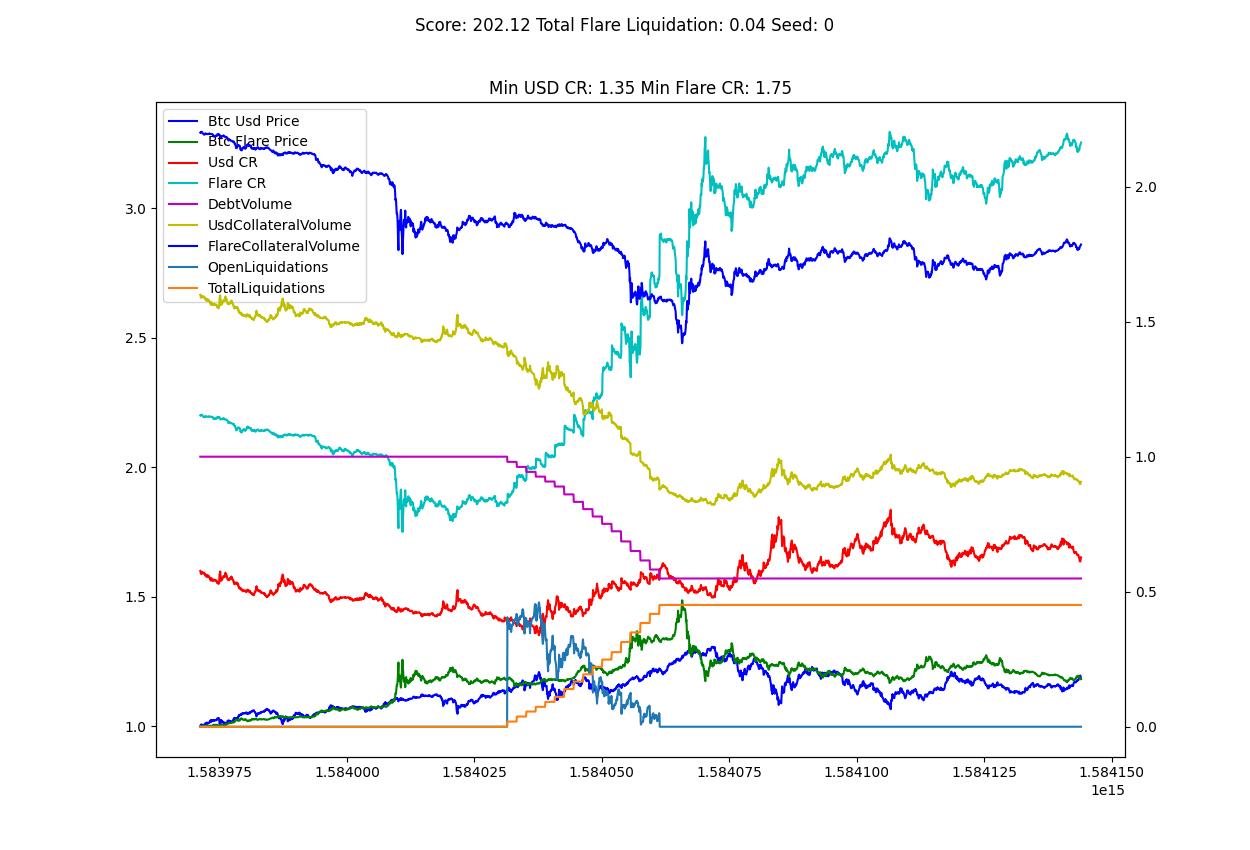 Score: 202.12 Total Flare Liquidation: 0.04 Seed: 0
Min USD CR: 1.35 Min Flare CR: 1.75
Btc Usd Price
Btc Flare Price
Usd CR
Flare CR
DebtVolume
UsdCollateralVolume
FlareCollateralVolume
OpenLiquidations
TotalLiquidations
3.0
2.5
2.0
1.5
1.0
2.0
1.5
1.0
0.5
0.0
1.583975 1.584000 1.584025 1.584050 1.584075 1.584100 1.584125 1.584150
1e15